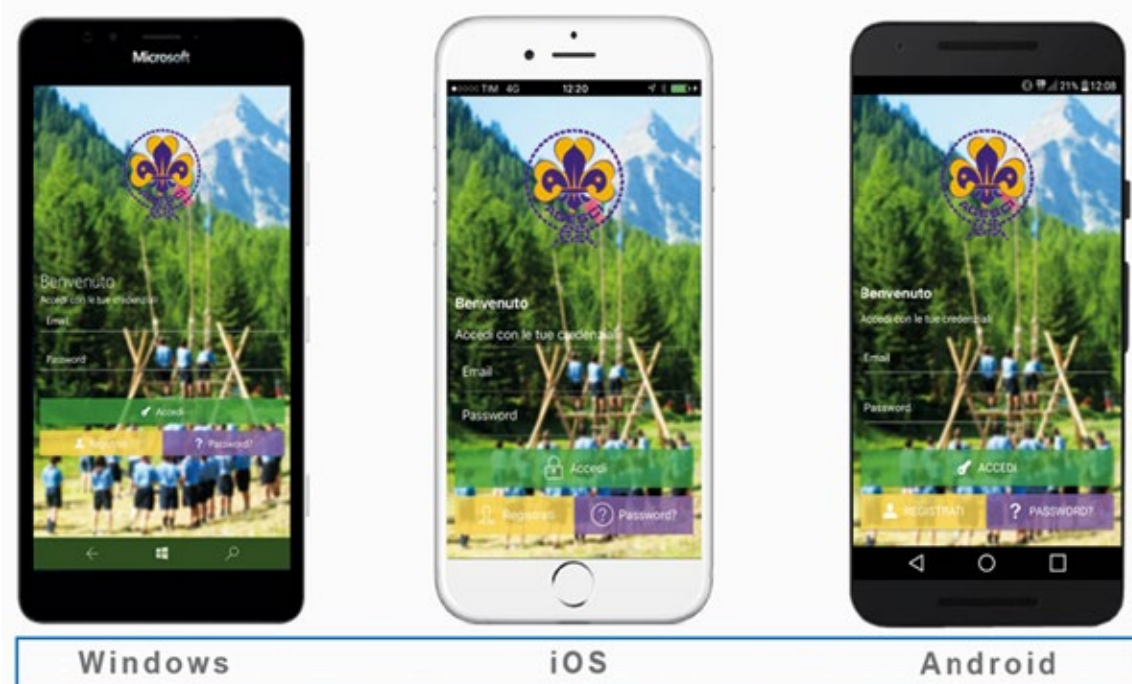 Microsoft
Benvenuto
Accedi con le tue credenziali
Email
Password
Accedi
Registrati
? Password?
TIM 4G 12:20
AGESCI
Benvenuto
Accedi con le tue credenziali
Email
Password
Accedi
Registrati
? Password?
21% 12:08
AGESCI
Benvenuto
Accedi con le tue credenziali
Email
Password
ACCEDI
REGISTRATI
? PASSWORD?
Windows
iOS
Android